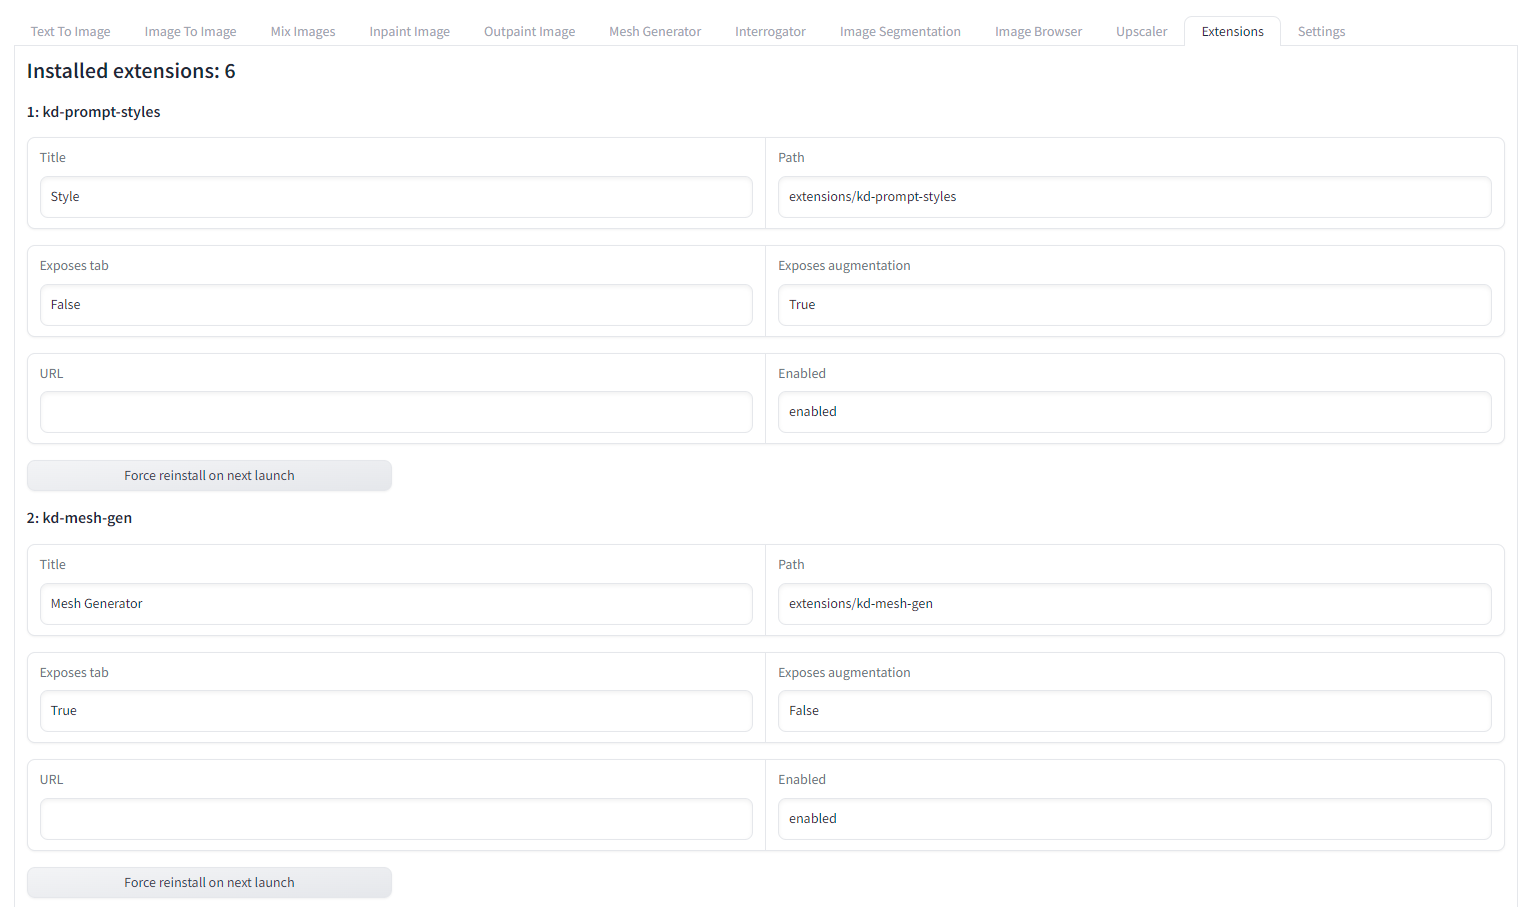 Text To Image Image To Image Mix Images Inpaint Image Outpaint Image Mesh Generator Interrogator Image Segmentation Image Browser Upscaler Extensions Settings
Installed extensions: 6
1: kd-prompt-styles
Title Path
Style extensions/kd-prompt-styles
Exposes tab Exposes augmentation
False True
URL Enabled
enabled
Force reinstall on next launch
2: kd-mesh-gen
Title Path
Mesh Generator extensions/kd-mesh-gen
Exposes tab Exposes augmentation
True False
URL Enabled
enabled
Force reinstall on next launch